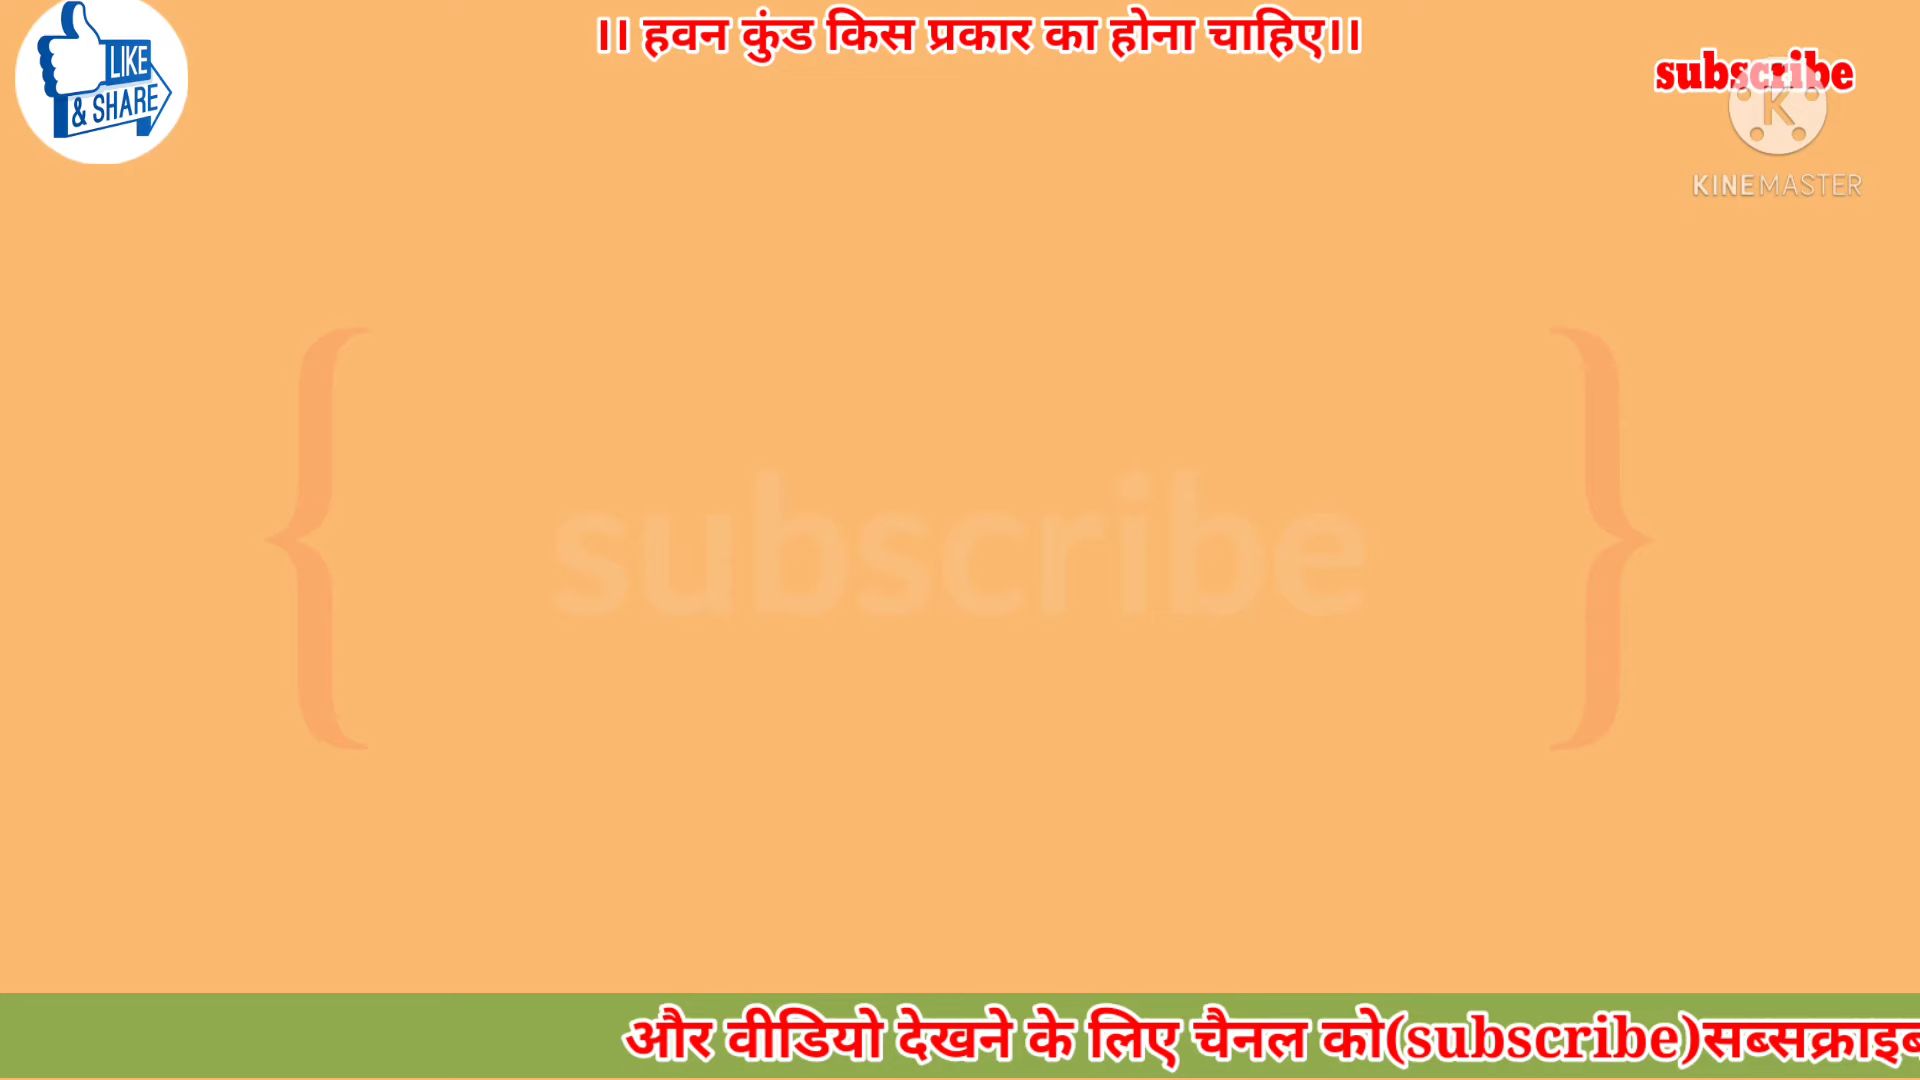 ।। हवन कुंड किस प्रकार का होना चाहिए।।
LIKE
& SHARE
subscribe
K
KINEMASTER
{ subscribe }
और वीडियो देखने के लिए चैनल को(subscribe)सब्सक्राइब